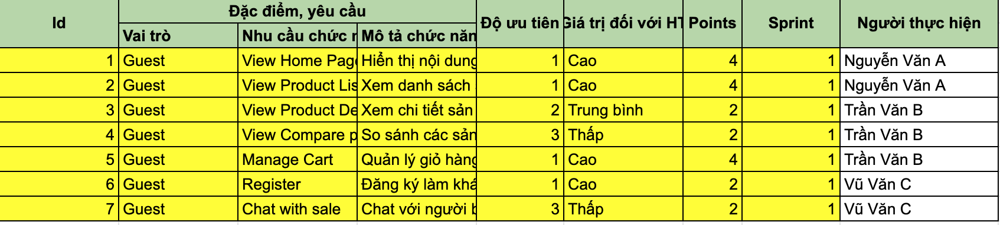 Id Đặc điểm, yêu cầu Độ ưu tiên Giá trị đối với HT Points Sprint Người thực hiện
Vai trò Nhu cầu chức Mô tả chức
1 Guest View Home Page Hiển thị nội dung 1 Cao 4 1 Nguyễn Văn A
2 Guest View Product Xem danh sách 1 Cao 4 1 Nguyễn Văn A
3 Guest View Product Xem chi tiết sản 2 Trung bình 2 1 Trần Văn B
4 Guest View Compare So sánh các sản 3 Thấp 2 1 Trần Văn B
5 Guest Manage Cart Quản lý giỏ hàng 1 Cao 4 1 Trần Văn B
6 Guest Register Đăng ký làm 1 Cao 2 1 Vũ Văn C
7 Guest Chat with sale Chat với người 3 Thấp 2 1 Vũ Văn C